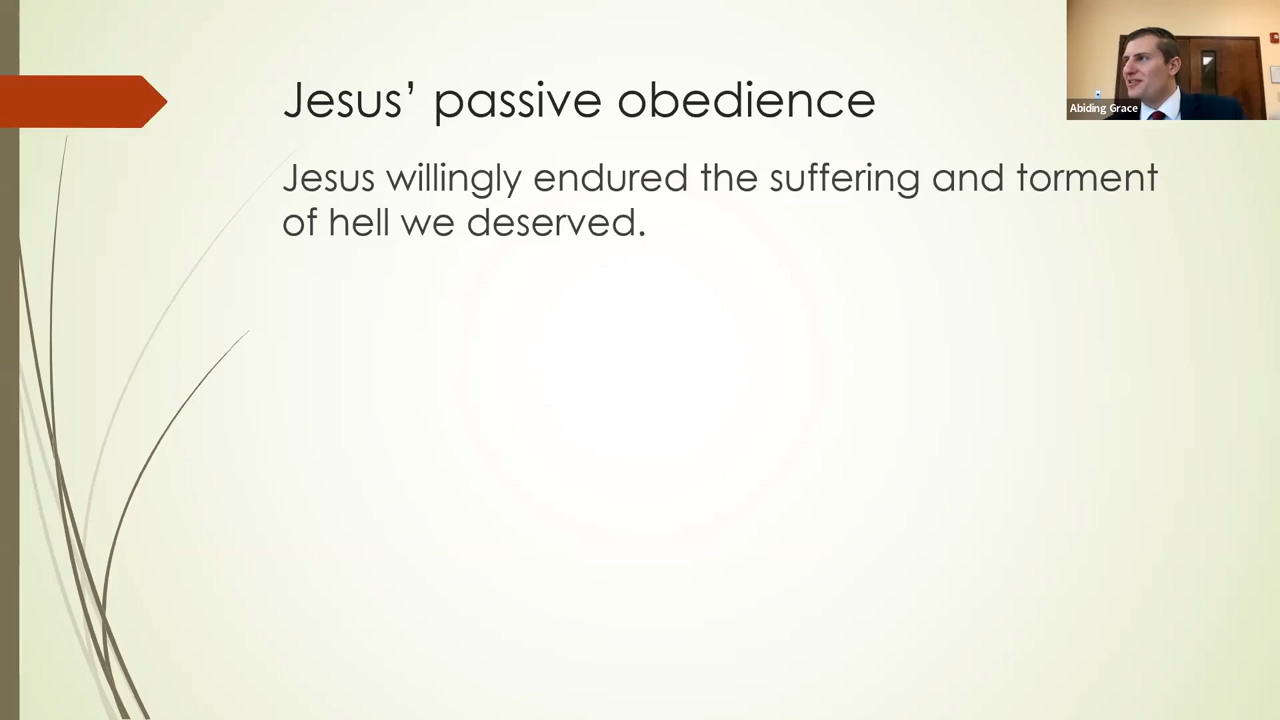 Jesus’ passive obedience
Jesus willingly endured the suffering and torment
of hell we deserved.
Abiding Grace